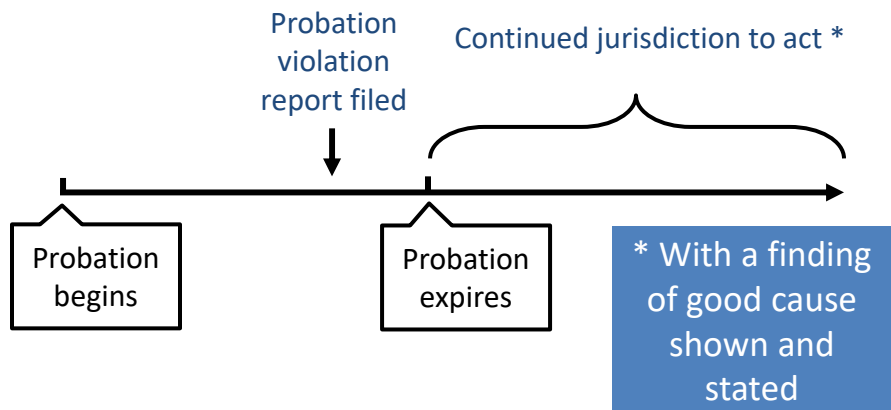 Probation
violation
report filed
Continued jurisdiction to act *
Probation
begins
Probation
expires
* With a finding
of good cause
shown and
stated